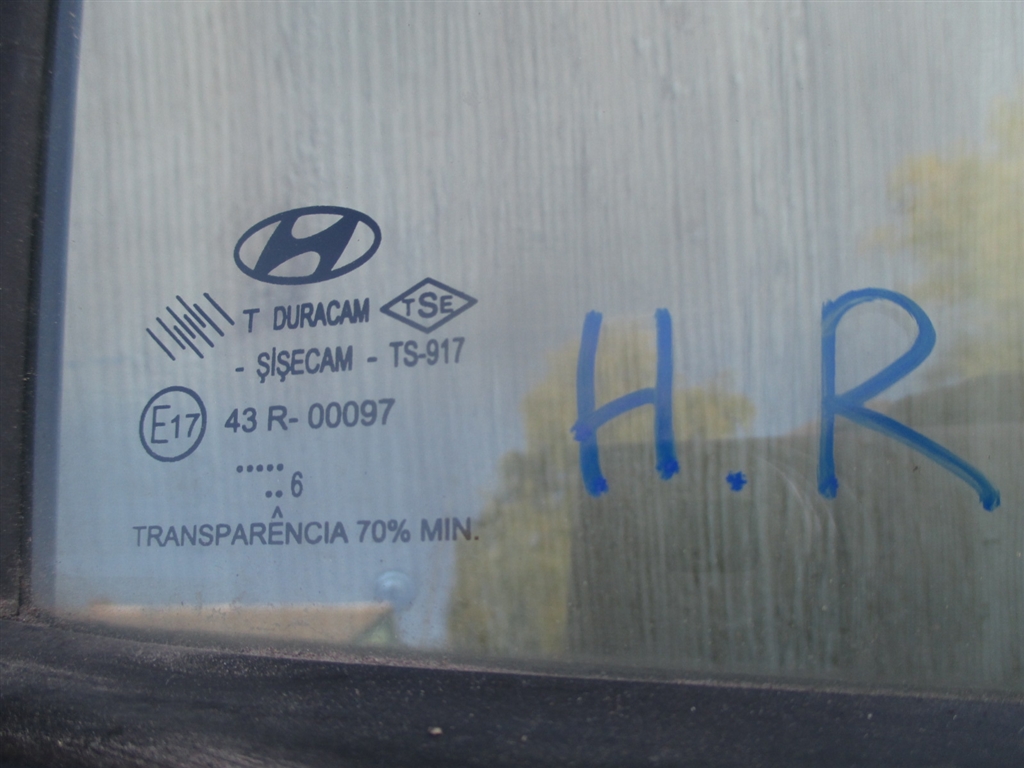 T DURACAM TSE
- ŞİŞECAM - TS-917
E17 43 R- 00097
.....
..6
TRANSPARÊNCIA 70% MIN.
H.R